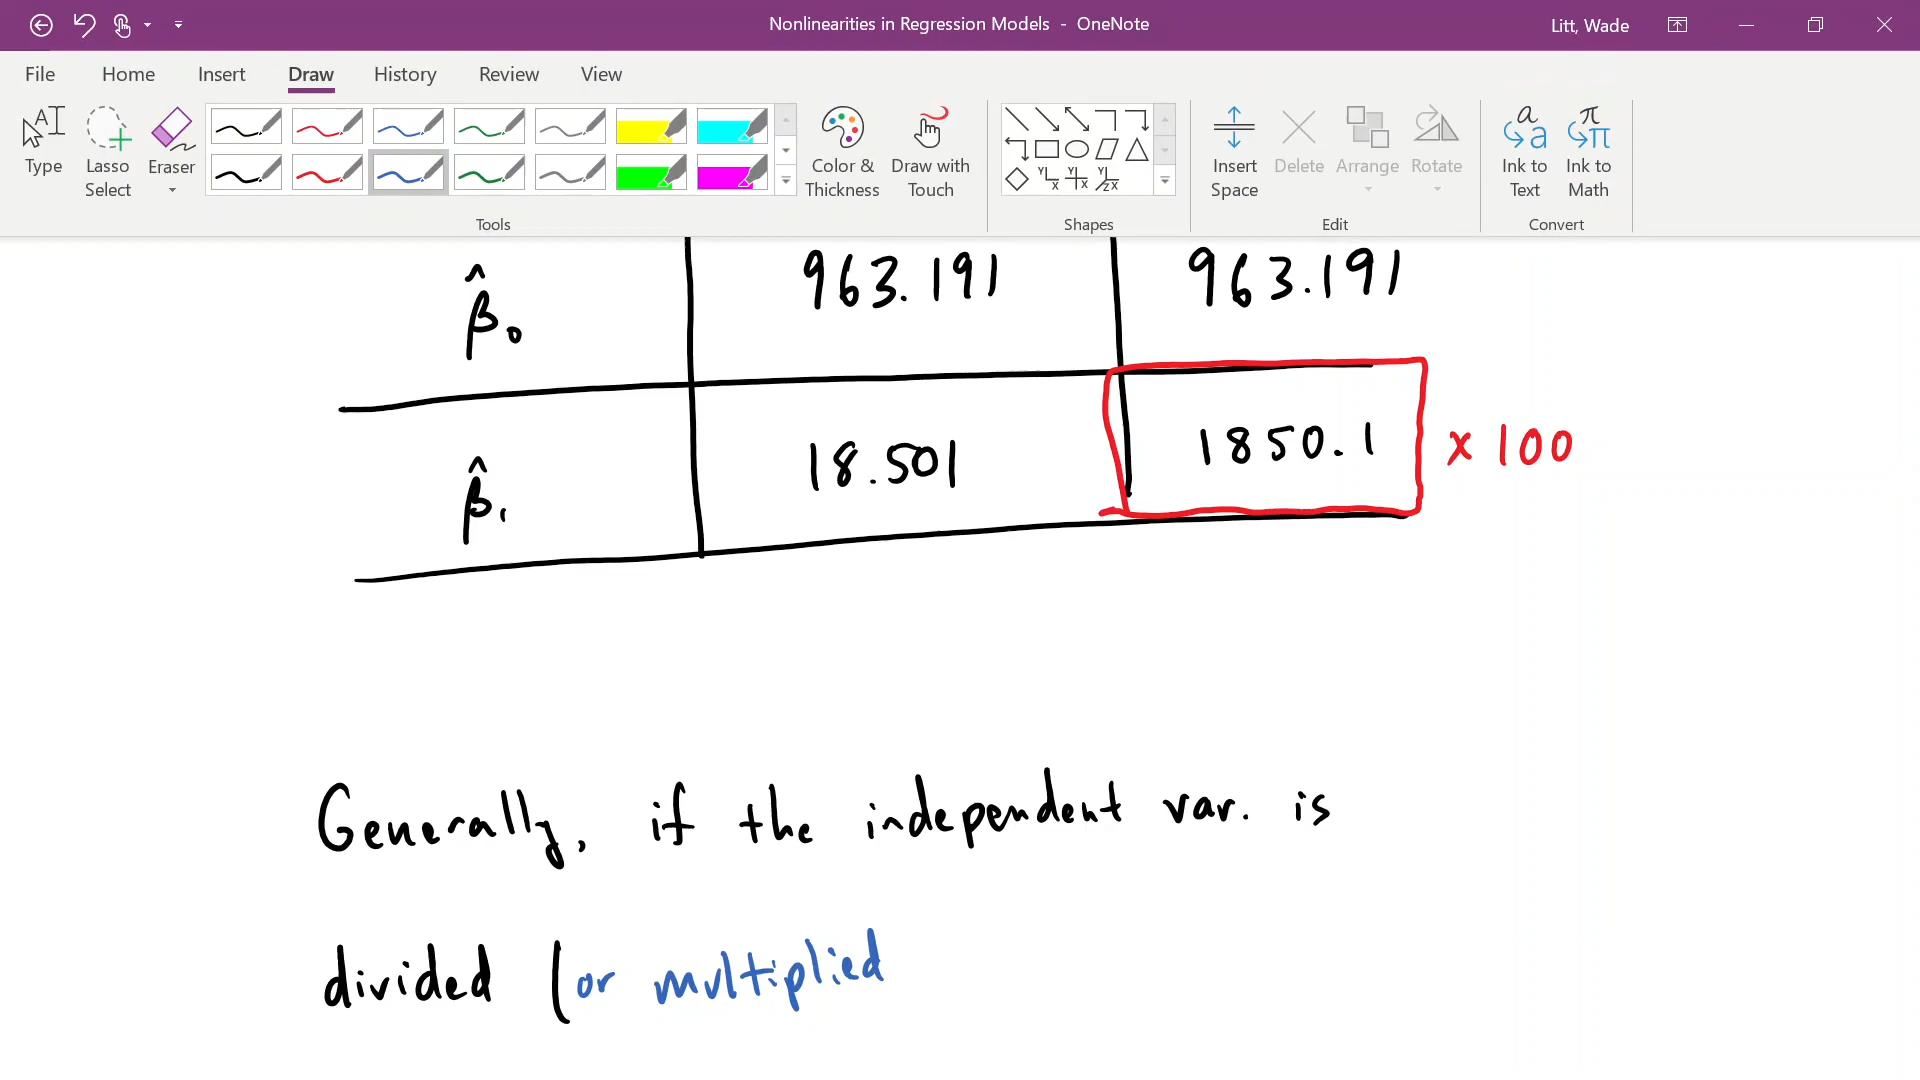 Nonlinearities in Regression Models - OneNote
Litt, Wade
File Home Insert Draw History Review View
Type
Lasso Select
Eraser
Color & Thickness
Draw with Touch
Insert Space
Delete
Arrange
Rotate
Ink to Text
Ink to Math
Tools Shapes Edit Convert
β̂₀ 963.191 963.191
β̂₁ 18.501 1850.1 x 100
Generally, if the independent var. is
divided (or multiplied